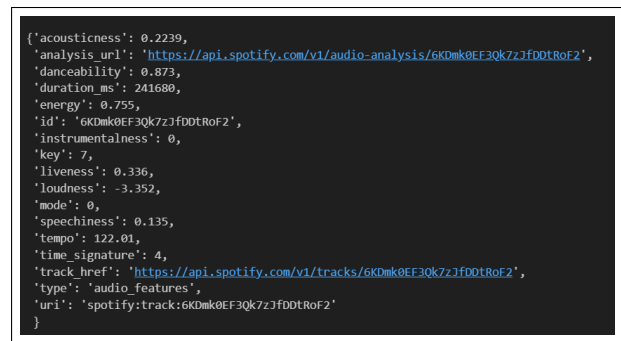 {'acousticness': 0.2239,
'analysis_url': 'https://api.spotify.com/v1/audio-analysis/6KDmk0EF3Qk7zJfDDtRoF2',
'danceability': 0.873,
'duration_ms': 241680,
'energy': 0.755,
'id': '6KDmk0EF3Qk7zJfDDtRoF2',
'instrumentalness': 0,
'key': 7,
'liveness': 0.336,
'loudness': -3.352,
'mode': 0,
'speechiness': 0.135,
'tempo': 122.01,
'time_signature': 4,
'track_href': 'https://api.spotify.com/v1/tracks/6KDmk0EF3Qk7zJfDDtRoF2',
'type': 'audio_features',
'uri': 'spotify:track:6KDmk0EF3Qk7zJfDDtRoF2'
}